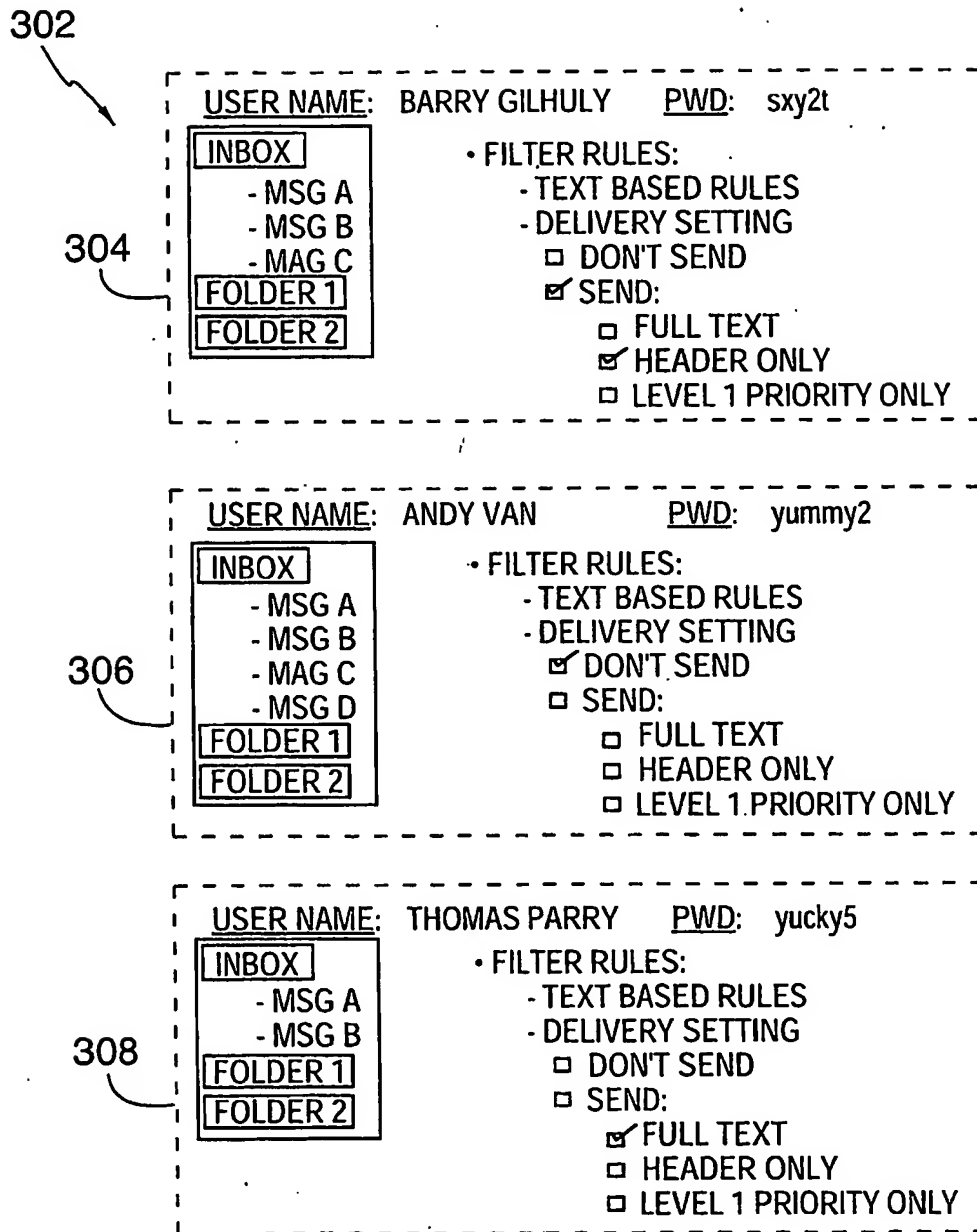 302
USER NAME: BARRY GILHULY PWD: sxy2t
INBOX
- MSG A
- MSG B
- MAG C
FOLDER 1
FOLDER 2
• FILTER RULES:
- TEXT BASED RULES
- DELIVERY SETTING
DON'T SEND
SEND:
FULL TEXT
HEADER ONLY
LEVEL 1 PRIORITY ONLY
304
USER NAME: ANDY VAN PWD: yummy2
INBOX
- MSG A
- MSG B
- MAG C
- MSG D
FOLDER 1
FOLDER 2
• FILTER RULES:
- TEXT BASED RULES
- DELIVERY SETTING
DON'T SEND
SEND:
FULL TEXT
HEADER ONLY
LEVEL 1 PRIORITY ONLY
306
USER NAME: THOMAS PARRY PWD: yucky5
INBOX
- MSG A
- MSG B
FOLDER 1
FOLDER 2
• FILTER RULES:
- TEXT BASED RULES
- DELIVERY SETTING
DON'T SEND
SEND:
FULL TEXT
HEADER ONLY
LEVEL 1 PRIORITY ONLY
308